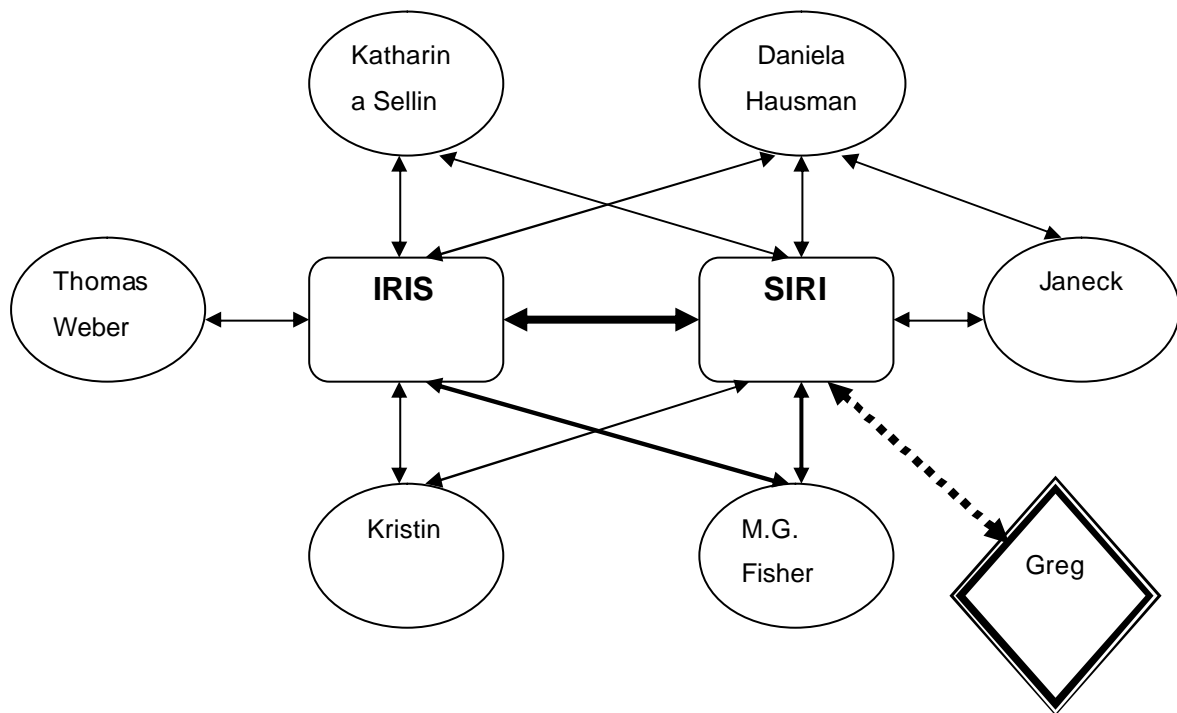 Katharin
a Sellin
Daniela
Hausman
Thomas
Weber
IRIS
SIRI
Janeck
Kristin
M.G.
Fisher
Greg